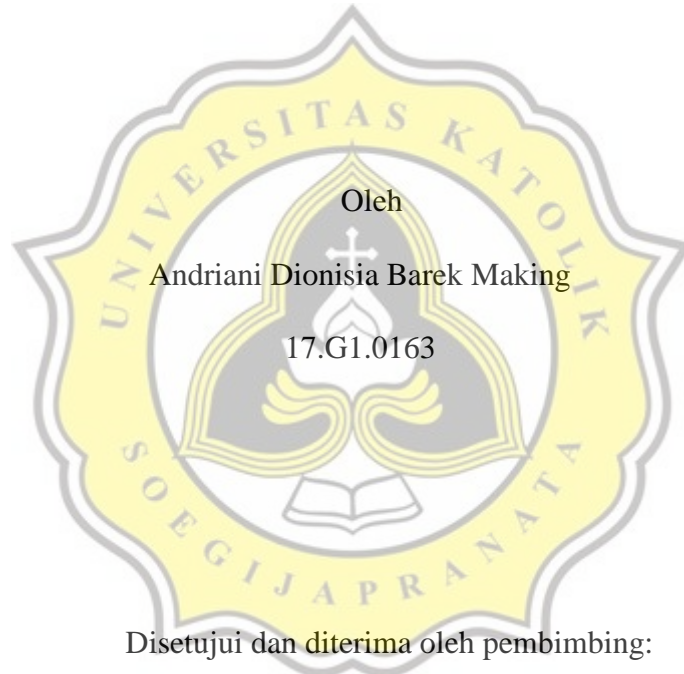 UNIVERSITAS KATOLIK
Oleh
Andriani Dionisia Barek Making
17.G1.0163
SOEGIJAPRANATA
Disetujui dan diterima oleh pembimbing: